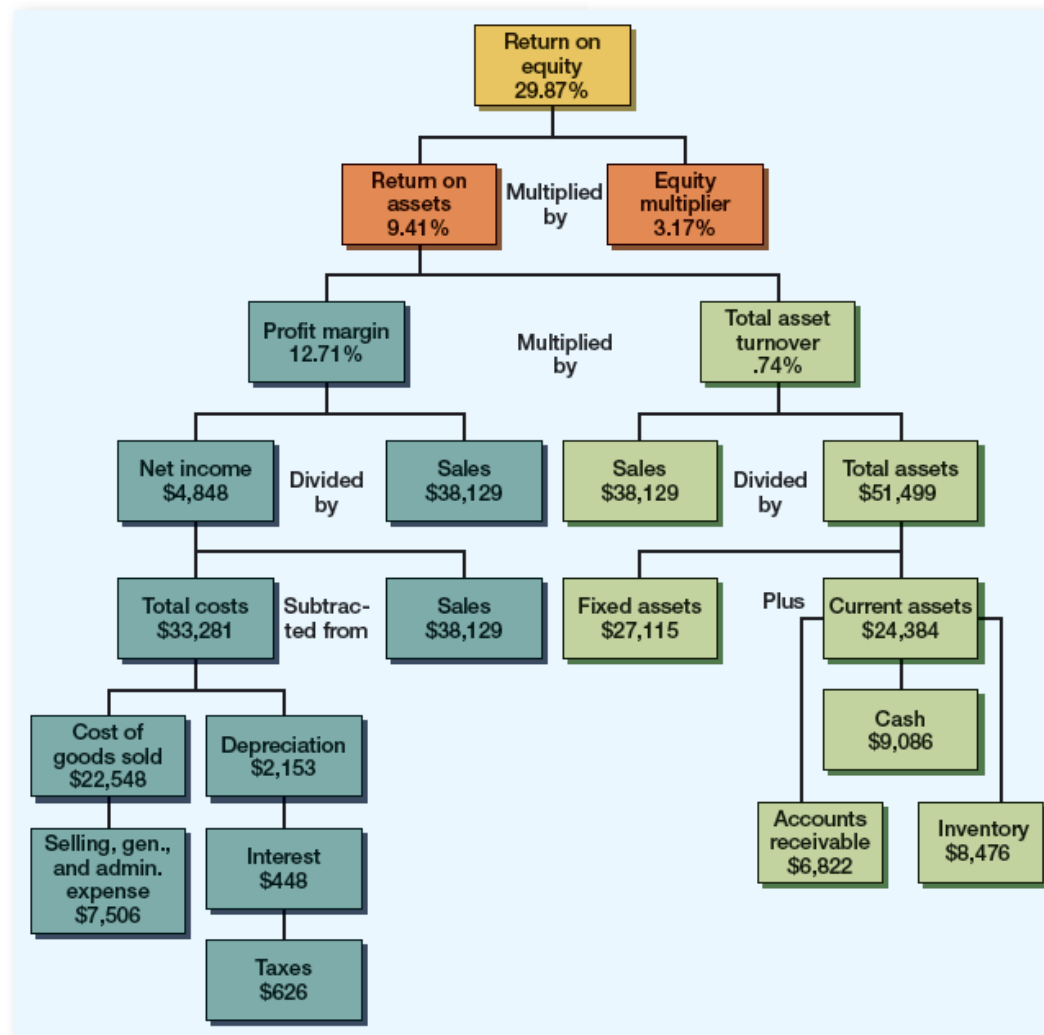 Return on
equity
29.87%
Return on
assets
9.41%
Multiplied
by
Equity
multiplier
3.17%
Profit margin
12.71%
Multiplied
by
Total asset
turnover
.74%
Net income
$4,848
Divided
by
Sales
$38,129
Sales
$38,129
Divided
by
Total assets
$51,499
Total costs
$33,281
Subtrac-
ted from
Sales
$38,129
Fixed assets
$27,115
Plus
Current assets
$24,384
Cost of
goods sold
$22,548
Depreciation
$2,153
Cash
$9,086
Selling, gen.,
and admin.
expense
$7,506
Interest
$448
Accounts
receivable
$6,822
Inventory
$8,476
Taxes
$626